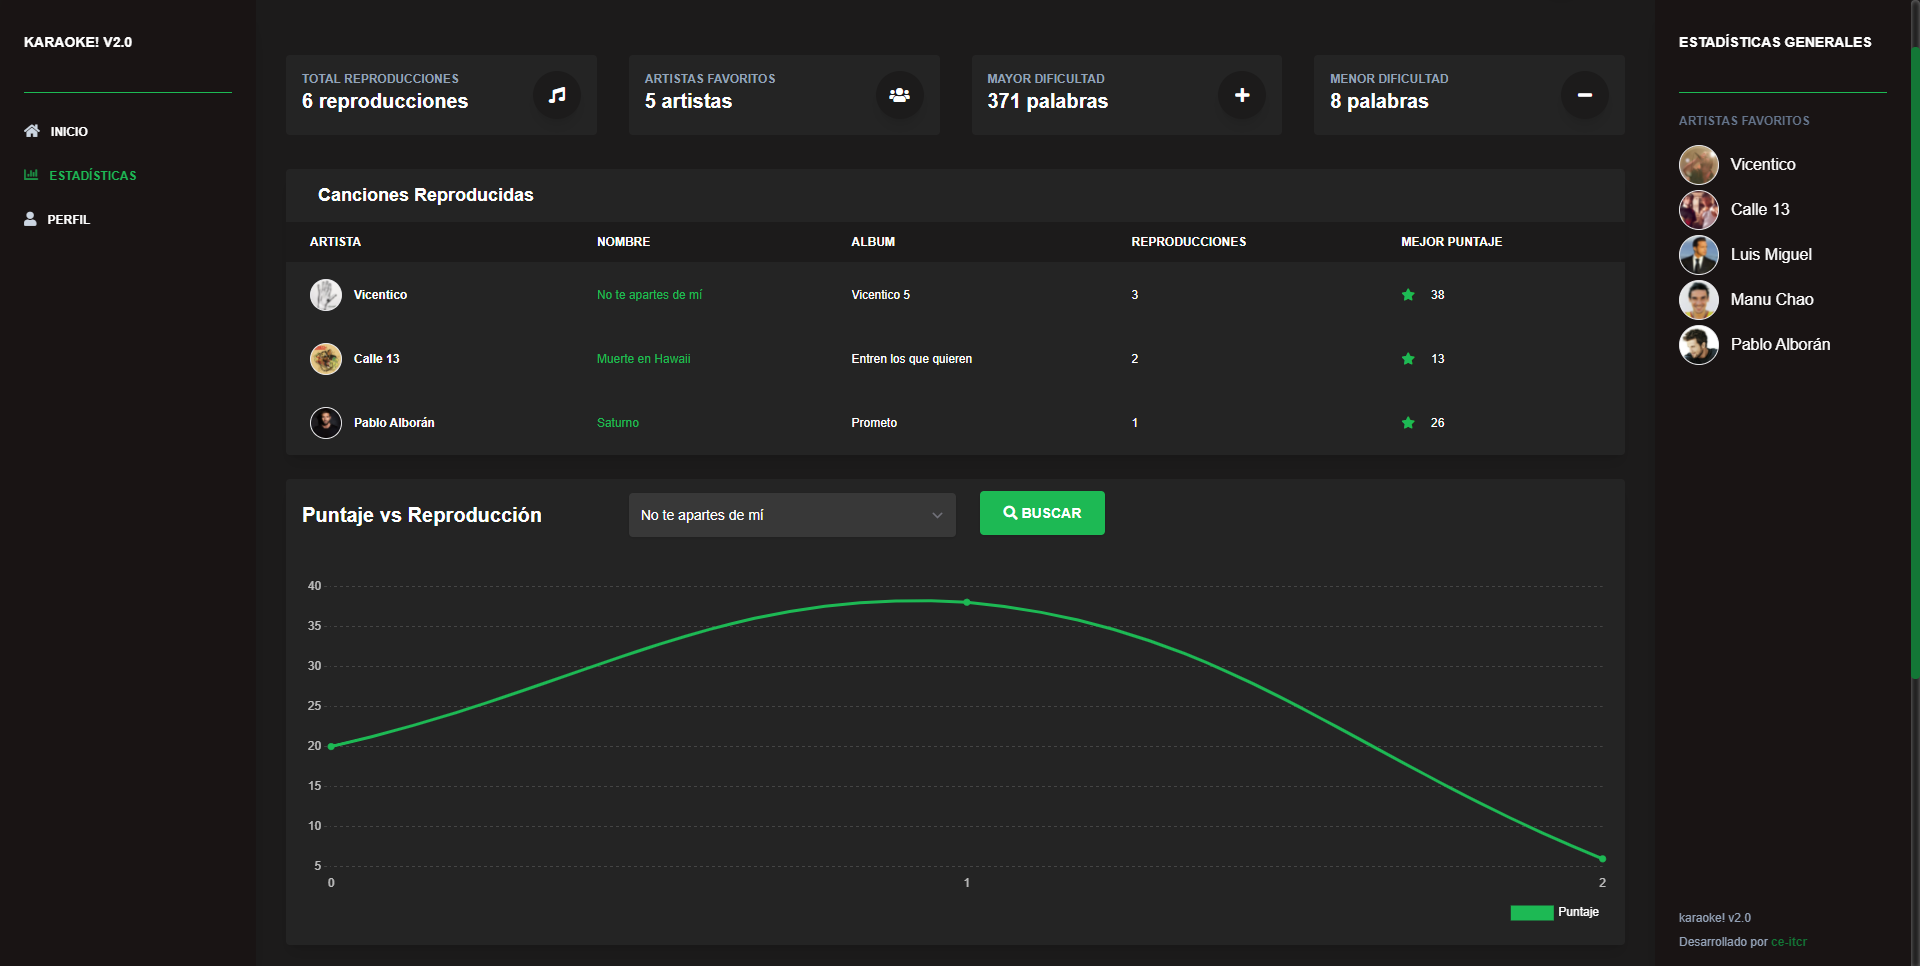 KARAOKE! V2.0
INICIO
ESTADÍSTICAS
PERFIL
TOTAL REPRODUCCIONES
6 reproducciones
ARTISTAS FAVORITOS
5 artistas
MAYOR DIFICULTAD
371 palabras
MENOR DIFICULTAD
8 palabras
Canciones Reproducidas
ARTISTA NOMBRE ALBUM REPRODUCCIONES MEJOR PUNTAJE
Vicentico No te apartes de mí Vicentico 5 3 38
Calle 13 Muerte en Hawaii Entren los que quieren 2 13
Pablo Alborán Saturno Prometo 1 26
Puntaje vs Reproducción No te apartes de mí BUSCAR
40
35
30
25
20
15
10
5
0 1 2
Puntaje
ESTADÍSTICAS GENERALES
ARTISTAS FAVORITOS
Vicentico
Calle 13
Luis Miguel
Manu Chao
Pablo Alborán
karaoke! v2.0
Desarrollado por ce-itcr